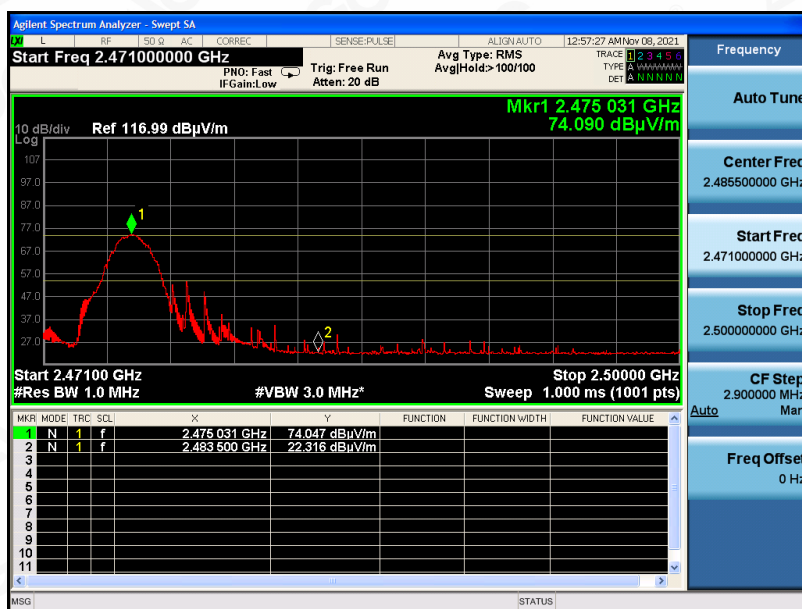 Agilent Spectrum Analyzer - Swept SA
LXI L RF 50 Ω AC CORREC SENSE:PULSE ALIGN AUTO 12:57:27 AM Nov 08, 2021
Start Freq 2.471000000 GHz
PNO: Fast
IFGain:Low
Trig: Free Run
Atten: 20 dB
Avg Type: RMS
Avg|Hold:>100/100
TRACE 1 2 3 4 5 6
TYPE A WWWWW
DET A N N N N N
Mkr1 2.475 031 GHz
74.090 dBµV/m
10 dB/div Ref 116.99 dBµV/m
Log
107
97.0
87.0
77.0
67.0
57.0
47.0
37.0
27.0
1
2
Start 2.47100 GHz Stop 2.50000 GHz
#Res BW 1.0 MHz #VBW 3.0 MHz* Sweep 1.000 ms (1001 pts)
MKR MODE TRC SCL X Y FUNCTION FUNCTION WIDTH FUNCTION VALUE
1 N 1 f 2.475 031 GHz 74.047 dBµV/m
2 N 1 f 2.483 500 GHz 22.316 dBµV/m
3
4
5
6
7
8
9
10
11
MSG STATUS
Frequency
Auto Tune
Center Freq
2.485500000 GHz
Start Freq
2.471000000 GHz
Stop Freq
2.500000000 GHz
CF Step
2.900000 MHz
Auto Man
Freq Offset
0 Hz